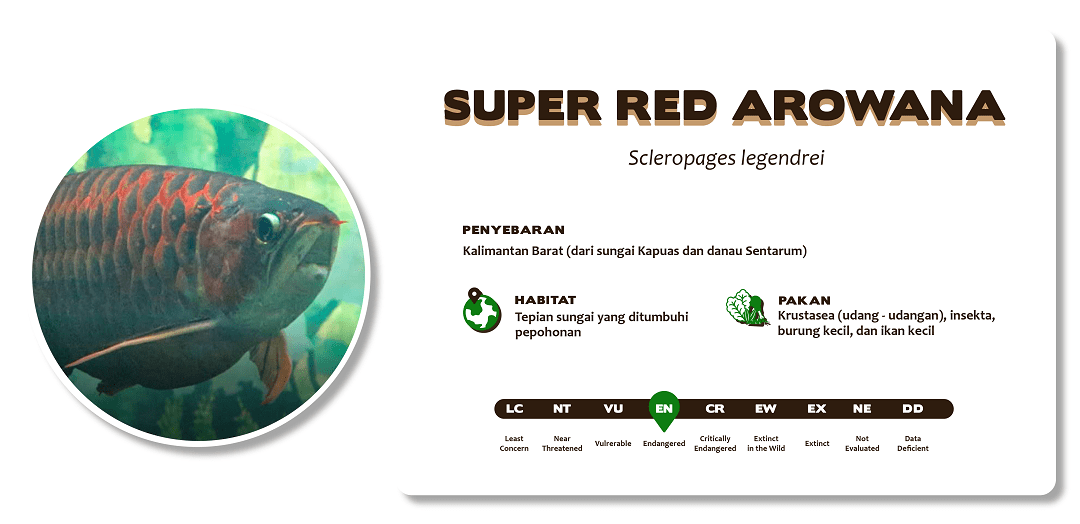 SUPER RED AROWANA
Scleropages legendrei
PENYEBARAN
Kalimantan Barat (dari sungai Kapuas dan danau Sentarum)
HABITAT
Tepian sungai yang ditumbuhi
pepohonan
PAKAN
Krustasea (udang - udangan), insekta,
burung kecil, dan ikan kecil
LC NT VU EN CR EW EX NE DD
Least Concern
Near Threatened
Vulrerable
Endangered
Critically Endangered
Extinct in the Wild
Extinct
Not Evaluated
Data Deficient